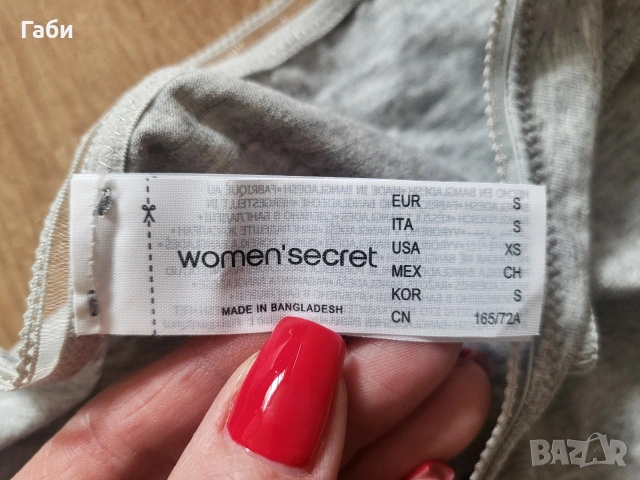 Габи
EUR S
ITA S
USA XS
MEX CH
KOR S
CN 165/72A
women'secret
MADE IN BANGLADESH
BAZAR